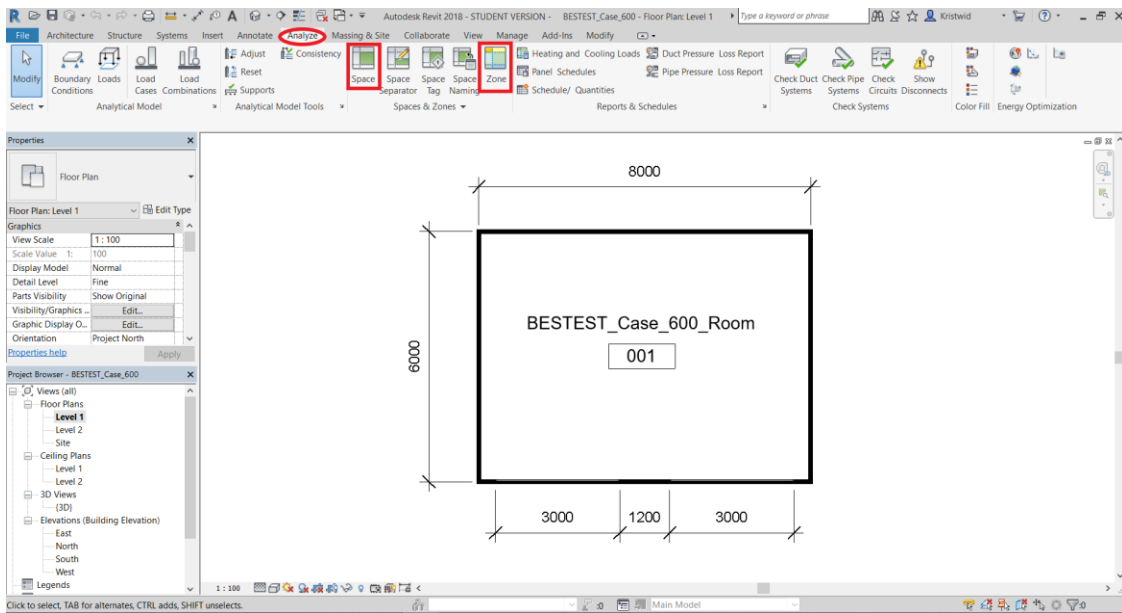 Autodesk Revit 2018 - STUDENT VERSION - BESTEST_Case_600 - Floor Plan: Level 1 Type a keyword or phrase Kristwid
File Architecture Structure Systems Insert Annotate Analyze Massing & Site Collaborate View Manage Add-Ins Modify
Modify
Boundary Conditions
Loads
Load Cases
Load Combinations
Adjust
Reset
Supports
Consistency
Space
Space Separator
Space Tag
Space Naming
Zone
Heating and Cooling Loads
Panel Schedules
Schedule/ Quantities
Duct Pressure Loss Report
Pipe Pressure Loss Report
Check Duct Systems
Check Pipe Systems
Check Circuits
Show Disconnects
Select Analytical Model Analytical Model Tools Spaces & Zones Reports & Schedules Check Systems Color Fill Energy Optimization
Properties
Floor Plan
Floor Plan: Level 1 Edit Type
Graphics
View Scale 1 : 100
Scale Value 1: 100
Display Model Normal
Detail Level Fine
Parts Visibility Show Original
Visibility/Graphics ... Edit...
Graphic Display O... Edit...
Orientation Project North
Properties help Apply
Project Browser - BESTEST_Case_600
Views (all)
Floor Plans
Level 1
Level 2
Site
Ceiling Plans
Level 1
Level 2
3D Views
{3D}
Elevations (Building Elevation)
East
North
South
West
Legends
8000
6000
BESTEST_Case_600_Room
001
3000 1200 3000
1 : 100
Click to select, TAB for alternates, CTRL adds, SHIFT unselects. :0 Main Model :0